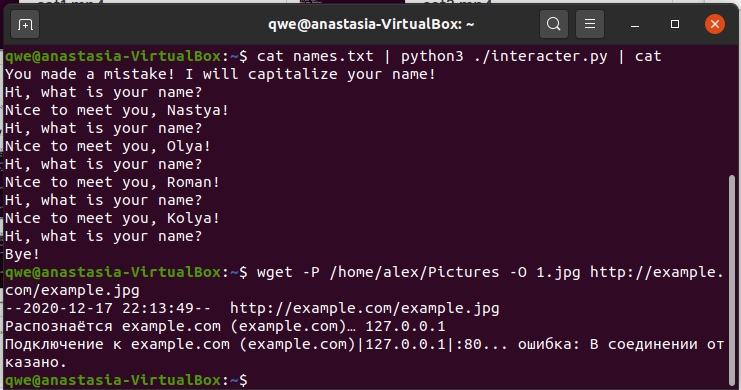 qwe@anastasia-VirtualBox: ~
qwe@anastasia-VirtualBox:~$ cat names.txt | python3 ./interacter.py | cat
You made a mistake! I will capitalize your name!
Hi, what is your name?
Nice to meet you, Nastya!
Hi, what is your name?
Nice to meet you, Olya!
Hi, what is your name?
Nice to meet you, Roman!
Hi, what is your name?
Nice to meet you, Kolya!
Hi, what is your name?
Bye!
qwe@anastasia-VirtualBox:~$ wget -P /home/alex/Pictures -O 1.jpg http://example.
com/example.jpg
--2020-12-17 22:13:49--  http://example.com/example.jpg
Распознаётся example.com (example.com)… 127.0.0.1
Подключение к example.com (example.com)|127.0.0.1|:80... ошибка: В соединении от
казано.
qwe@anastasia-VirtualBox:~$